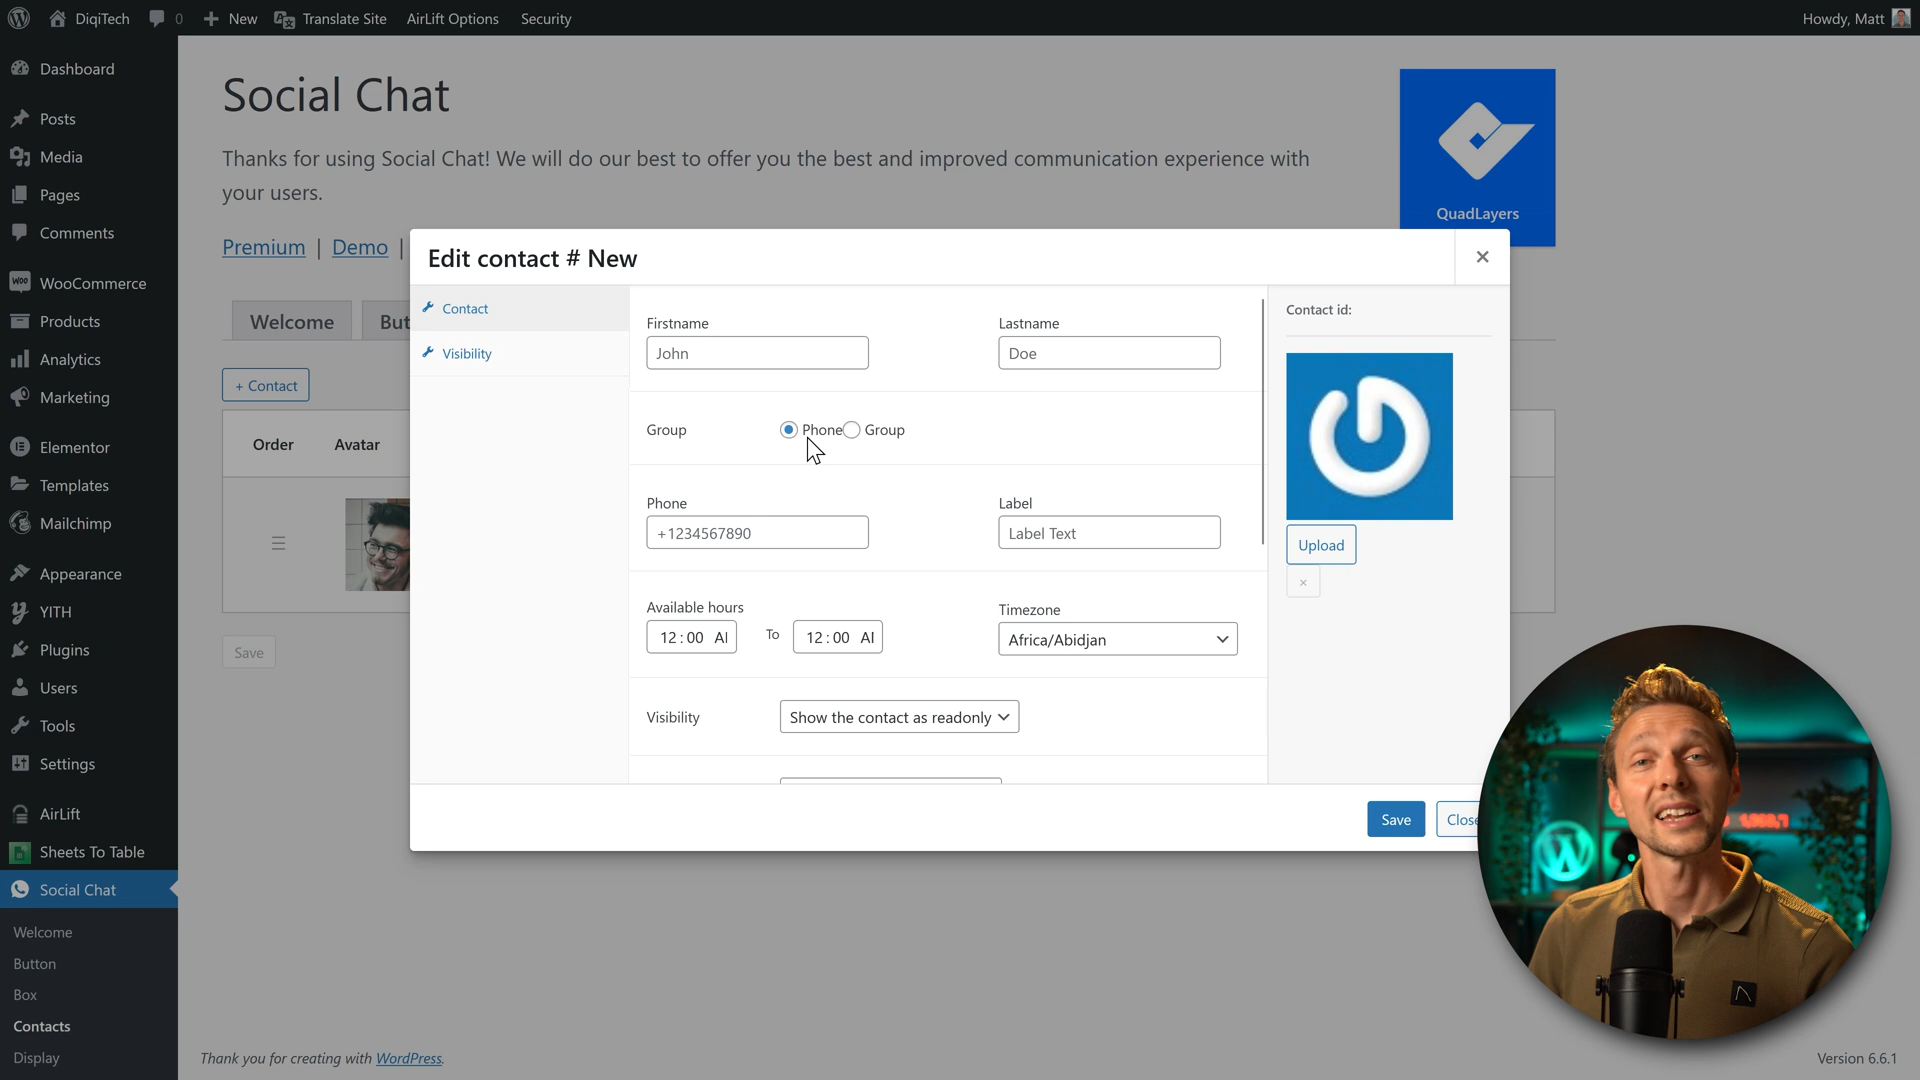 DiqiTech
0
New
Translate Site
AirLift Options
Security
Howdy, Matt
Dashboard
Posts
Media
Pages
Comments
WooCommerce
Products
Analytics
Marketing
Elementor
Templates
Mailchimp
Appearance
YITH
Plugins
Users
Tools
Settings
AirLift
Sheets To Table
Social Chat
Welcome
Button
Box
Contacts
Display
Social Chat
Thanks for using Social Chat! We will do our best to offer you the best and improved communication experience with
your users.
Premium | Demo |
QuadLayers
Welcome
But
+ Contact
Order
Avatar
Save
Edit contact # New
Contact
Visibility
Firstname
Lastname
John
Doe
Group
Phone
Group
Phone
Label
+1234567890
Label Text
Available hours
Timezone
12:00 A
To
12:00 A
Africa/Abidjan
Visibility
Show the contact as readonly
Contact id:
Upload
×
Save
Close
Thank you for creating with WordPress.
Version 6.6.1